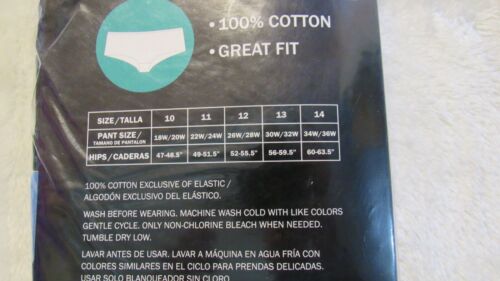 • 100% COTTON
• GREAT FIT
SIZE/TALLA 10 11 12 13 14
PANT SIZE/ 18W/20W 22W/24W 26W/28W 30W/32W 34W/36W
TAMANO DE PANTALON
HIPS/CADERAS 47-48.5" 49-51.5" 52-55.5" 56-59.5" 60-63.5"
100% COTTON EXCLUSIVE OF ELASTIC /
ALGODÓN EXCLUSIVO DEL ELÁSTICO.
WASH BEFORE WEARING. MACHINE WASH COLD WITH LIKE COLORS
GENTLE CYCLE. ONLY NON-CHLORINE BLEACH WHEN NEEDED.
TUMBLE DRY LOW.
LAVAR ANTES DE USAR. LAVAR A MÁQUINA EN AGUA FRÍA CON
COLORES SIMILARES EN EL CICLO PARA PRENDAS DELICADAS.
USAR SOLO BLANQUEADOR SIN CLORO